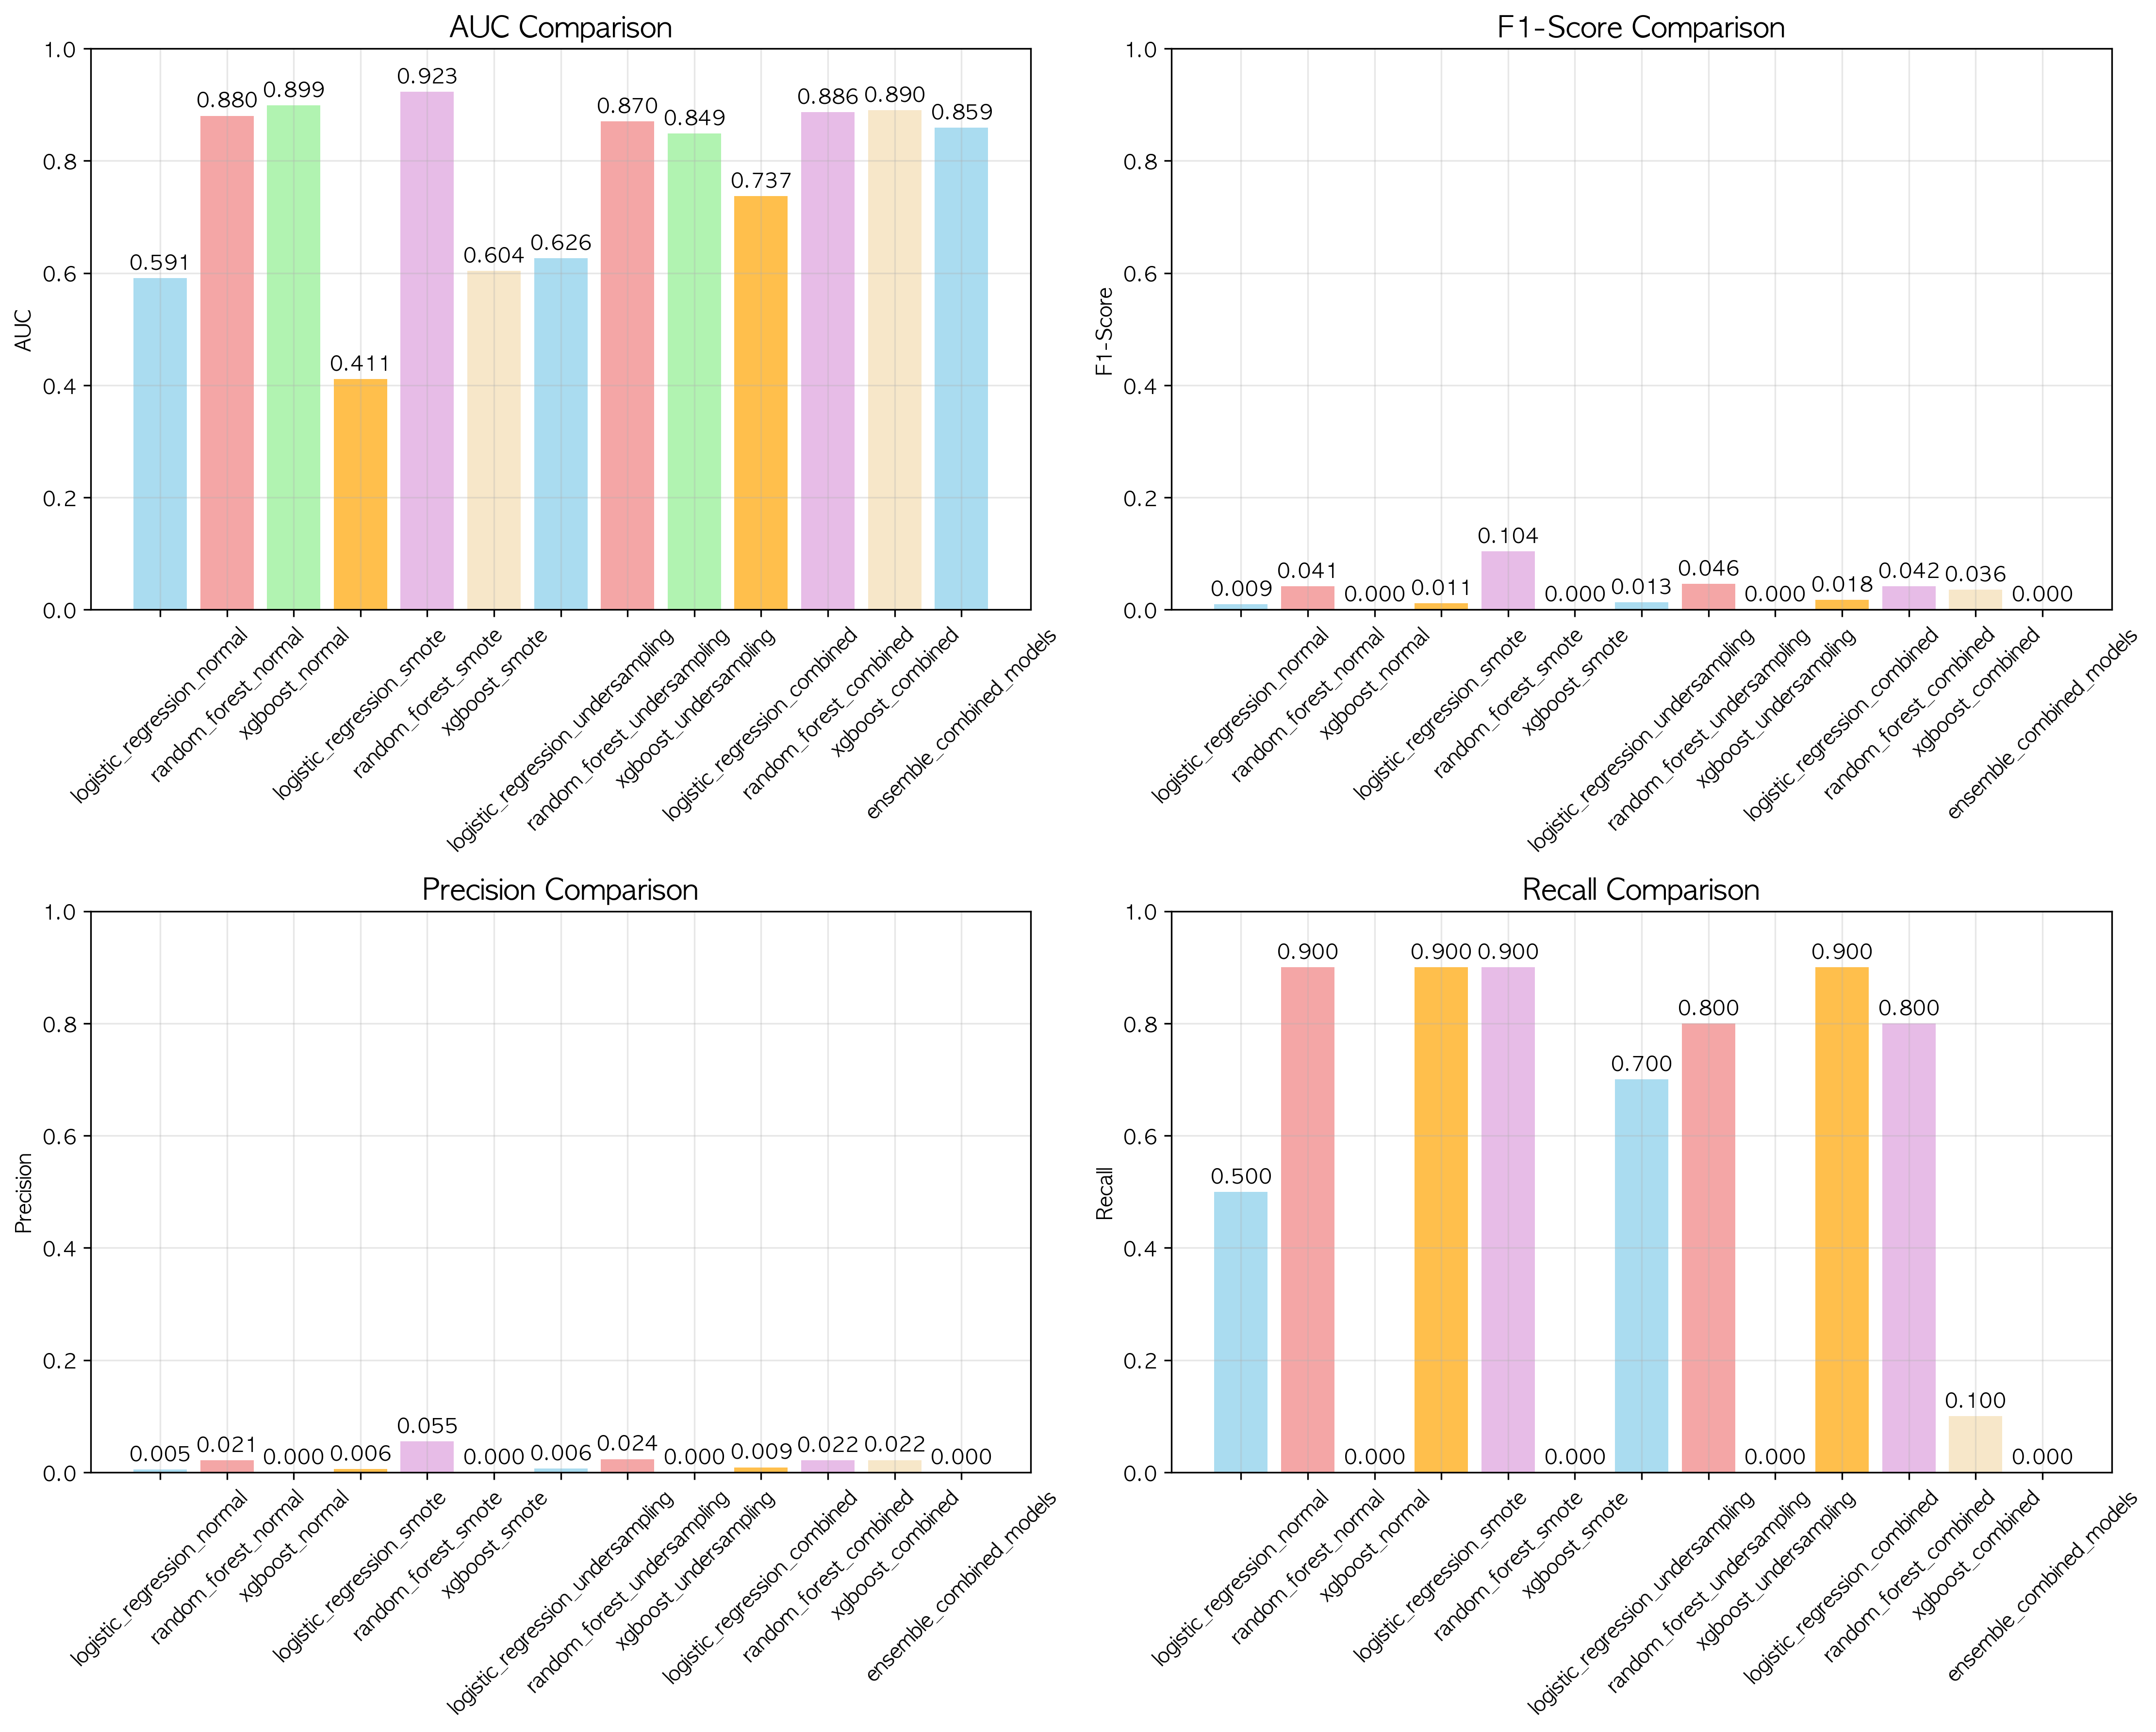 AUC Comparison
AUC
1.0
0.8
0.6
0.4
0.2
0.0
0.591
0.880
0.899
0.411
0.923
0.604
0.626
0.870
0.849
0.737
0.886
0.890
0.859
logistic_regression_normal
random_forest_normal
xgboost_normal
logistic_regression_smote
random_forest_smote
xgboost_smote
logistic_regression_undersampling
random_forest_undersampling
xgboost_undersampling
logistic_regression_combined
random_forest_combined
xgboost_combined
ensemble_combined_models
F1-Score Comparison
F1-Score
1.0
0.8
0.6
0.4
0.2
0.0
0.009
0.041
0.000
0.011
0.104
0.000
0.013
0.046
0.000
0.018
0.042
0.036
0.000
logistic_regression_normal
random_forest_normal
xgboost_normal
logistic_regression_smote
random_forest_smote
xgboost_smote
logistic_regression_undersampling
random_forest_undersampling
xgboost_undersampling
logistic_regression_combined
random_forest_combined
xgboost_combined
ensemble_combined_models
Precision Comparison
Precision
1.0
0.8
0.6
0.4
0.2
0.0
0.005
0.021
0.000
0.006
0.055
0.000
0.006
0.024
0.000
0.009
0.022
0.022
0.000
logistic_regression_normal
random_forest_normal
xgboost_normal
logistic_regression_smote
random_forest_smote
xgboost_smote
logistic_regression_undersampling
random_forest_undersampling
xgboost_undersampling
logistic_regression_combined
random_forest_combined
xgboost_combined
ensemble_combined_models
Recall Comparison
Recall
1.0
0.8
0.6
0.4
0.2
0.0
0.500
0.900
0.000
0.900
0.900
0.000
0.700
0.800
0.000
0.900
0.800
0.100
0.000
logistic_regression_normal
random_forest_normal
xgboost_normal
logistic_regression_smote
random_forest_smote
xgboost_smote
logistic_regression_undersampling
random_forest_undersampling
xgboost_undersampling
logistic_regression_combined
random_forest_combined
xgboost_combined
ensemble_combined_models